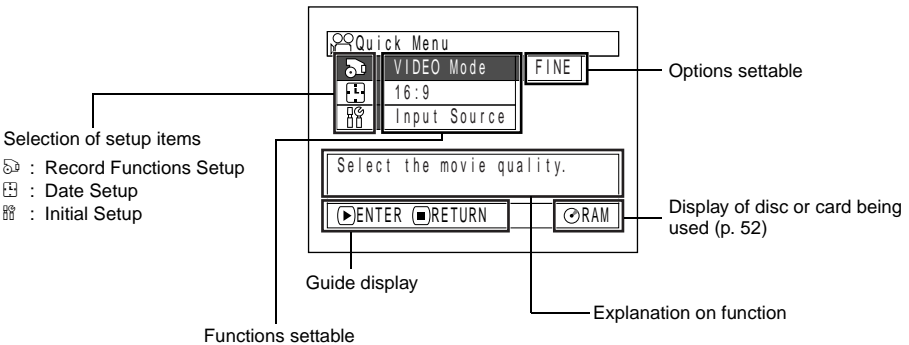 Quick Menu
VIDEO Mode
FINE
16:9
Input Source
Select the movie quality.
ENTER RETURN
RAM
Options settable
Selection of setup items
: Record Functions Setup
: Date Setup
: Initial Setup
Display of disc or card being
used (p. 52)
Guide display
Explanation on function
Functions settable